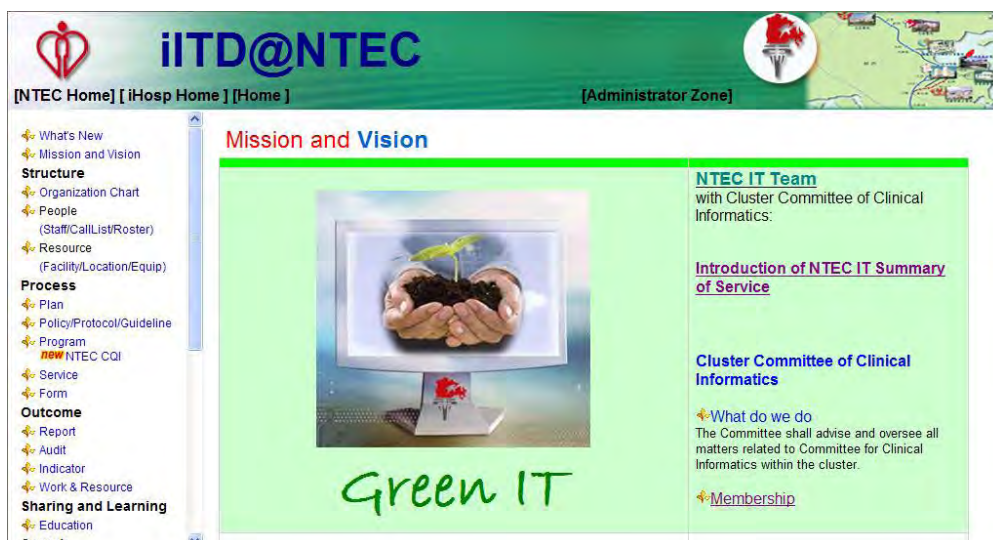 iITD@NTEC
[NTEC Home] [ iHosp Home ] [Home ]
[Administrator Zone]
What's New
Mission and Vision
Structure
Organization Chart
People
(Staff/CallList/Roster)
Resource
(Facility/Location/Equip)
Process
Plan
Policy/Protocol/Guideline
Program
new NTEC CQI
Service
Form
Outcome
Report
Audit
Indicator
Work & Resource
Sharing and Learning
Education
Mission and Vision
Green IT
NTEC IT Team
with Cluster Committee of Clinical
Informatics:
Introduction of NTEC IT Summary
of Service
Cluster Committee of Clinical
Informatics
What do we do
The Committee shall advise and oversee all
matters related to Committee for Clinical
Informatics within the cluster.
Membership